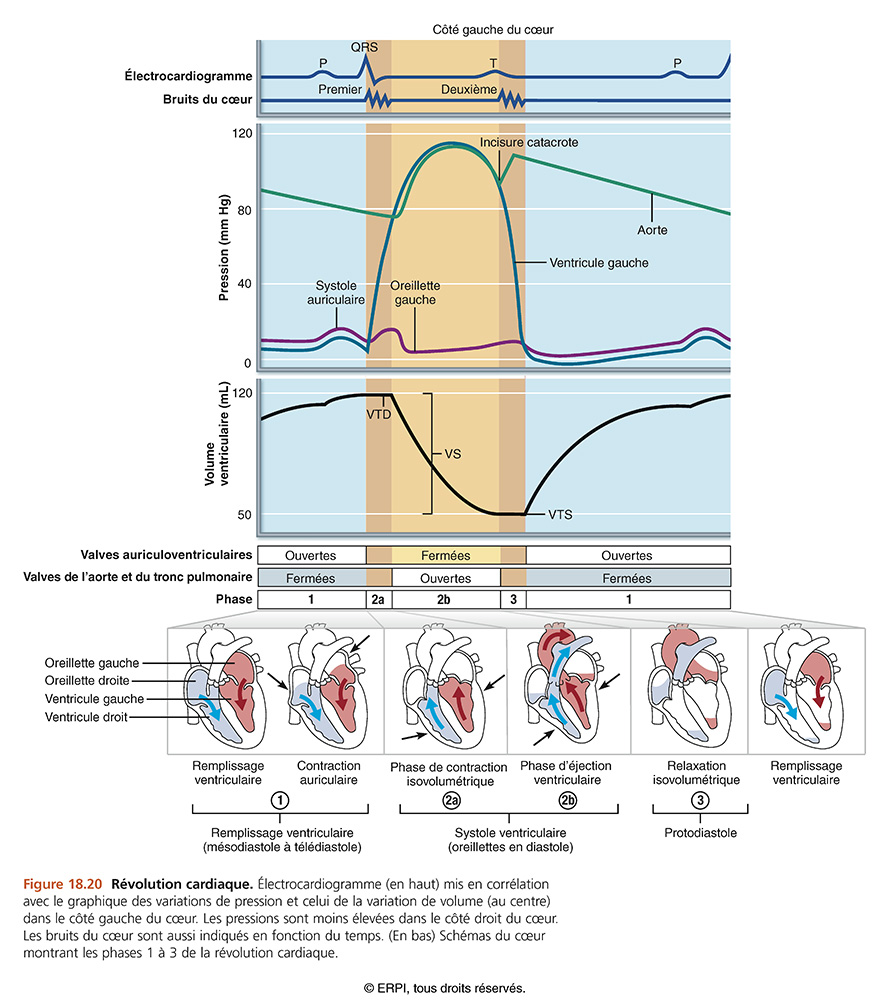 Côté gauche du cœur
QRS
P
T
P
Électrocardiogramme
Premier
Deuxième
Bruits du cœur
120
Incisure catacrote
80
Aorte
Pression (mm Hg)
Ventricule gauche
40
Systole
auriculaire
Oreillette
gauche
0
120
VTD
Volume
ventriculaire (mL)
VS
50
VTS
Valves auriculoventriculaires
Ouvertes
Fermées
Ouvertes
Valves de l'aorte et du tronc pulmonaire
Fermées
Ouvertes
Fermées
Phase
1
2a
2b
3
1
Oreillette gauche
Oreillette droite
Ventricule gauche
Ventricule droit
Remplissage
ventriculaire
Contraction
auriculaire
Phase de contraction
isovolumétrique
Phase d'éjection
ventriculaire
Relaxation
isovolumétrique
Remplissage
ventriculaire
1
2a
2b
3
Remplissage ventriculaire
(mésodiastole à télédiastole)
Systole ventriculaire
(oreillettes en diastole)
Protodiastole
Figure 18.20 Révolution cardiaque. Électrocardiogramme (en haut) mis en corrélation
avec le graphique des variations de pression et celui de la variation de volume (au centre)
dans le côté gauche du cœur. Les pressions sont moins élevées dans le côté droit du cœur.
Les bruits du cœur sont aussi indiqués en fonction du temps. (En bas) Schémas du cœur
montrant les phases 1 à 3 de la révolution cardiaque.
© ERPI, tous droits réservés.